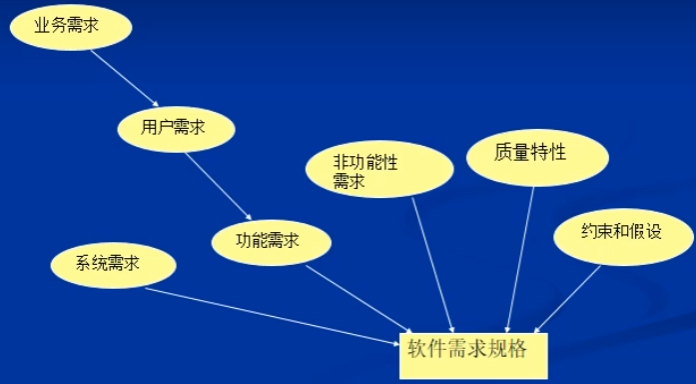 业务需求
用户需求
非功能性
需求
质量特性
功能需求
约束和假设
系统需求
软件需求规格